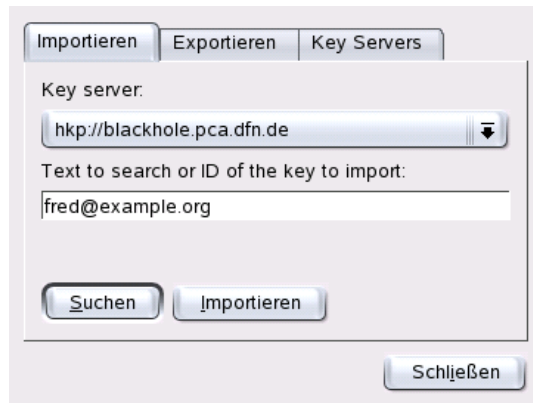 Importieren Exportieren Key Servers
Key server:
hkp://blackhole.pca.dfn.de
Text to search or ID of the key to import:
fred@example.org
Suchen Importieren
Schließen